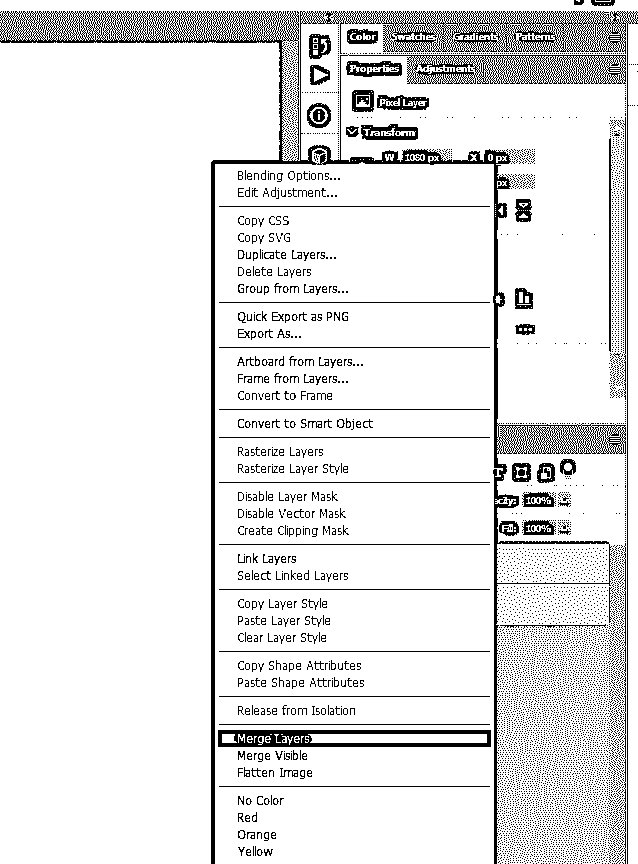 Color Swatches Gradients Patterns
Properties Adjustments
Pixel Layer
Transform
W 1080 px X 0 px
px
Blending Options...
Edit Adjustment...
Copy CSS
Copy SVG
Duplicate Layers...
Delete Layers
Group from Layers...
Quick Export as PNG
Export As...
Artboard from Layers...
Frame from Layers...
Convert to Frame
Convert to Smart Object
Rasterize Layers
Rasterize Layer Style
Disable Layer Mask
Disable Vector Mask
Create Clipping Mask
acity: 100%
Fill: 100%
Link Layers
Select Linked Layers
Copy Layer Style
Paste Layer Style
Clear Layer Style
Copy Shape Attributes
Paste Shape Attributes
Release from Isolation
Merge Layers
Merge Visible
Flatten Image
No Color
Red
Orange
Yellow